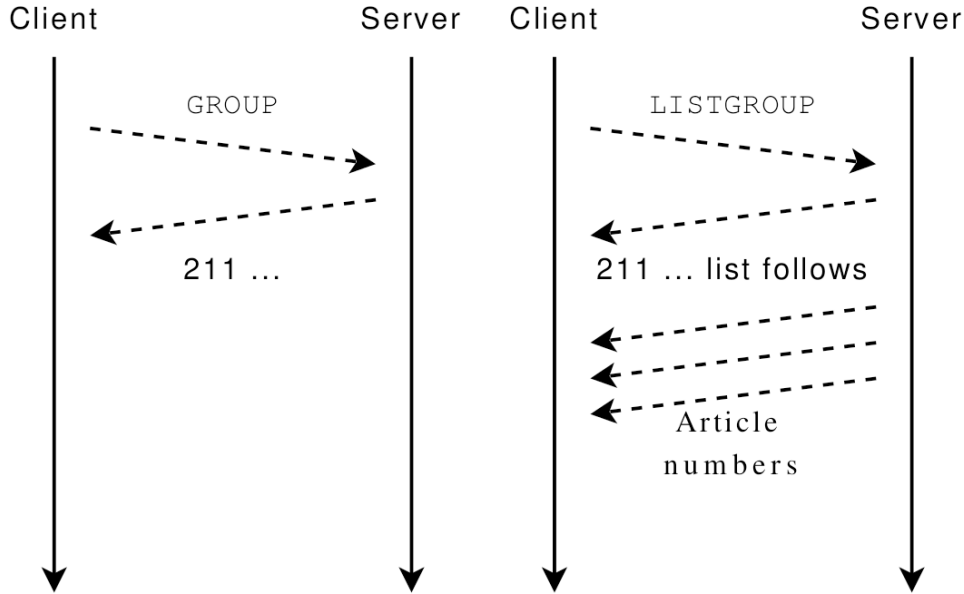 Client
Server
GROUP
211 ...
Client
Server
LISTGROUP
211 ... list follows
Article
numbers